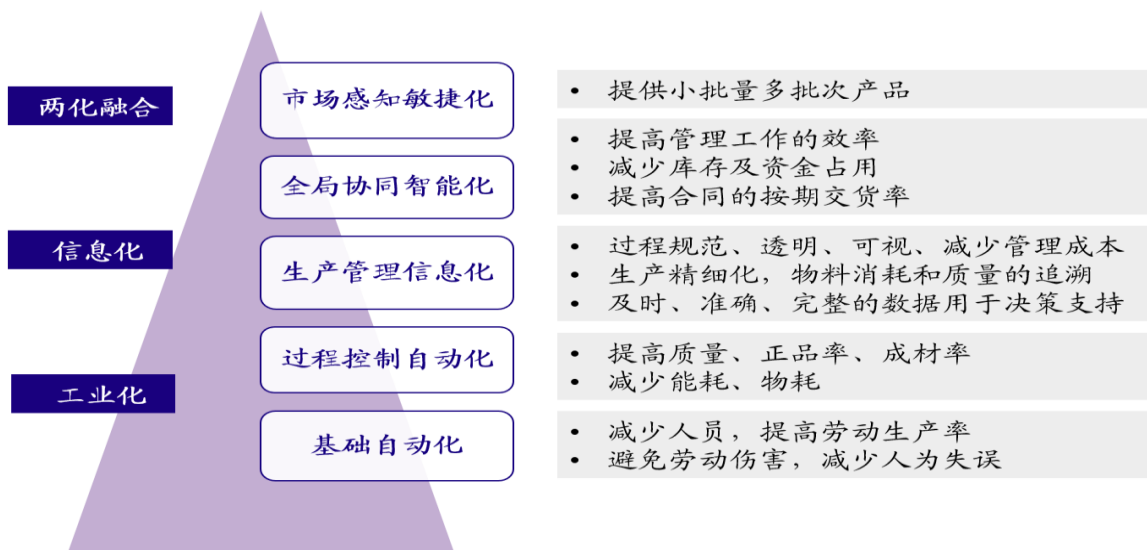 两化融合
市场感知敏捷化
• 提供小批量多批次产品
全局协同智能化
• 提高管理工作的效率
• 减少库存及资金占用
• 提高合同的按期交货率
信息化
生产管理信息化
• 过程规范、透明、可视、减少管理成本
• 生产精细化，物料消耗和质量的追溯
• 及时、准确、完整的数据用于决策支持
工业化
过程控制自动化
• 提高质量、正品率、成材率
• 减少能耗、物耗
基础自动化
• 减少人员，提高劳动生产率
• 避免劳动伤害，减少人为失误